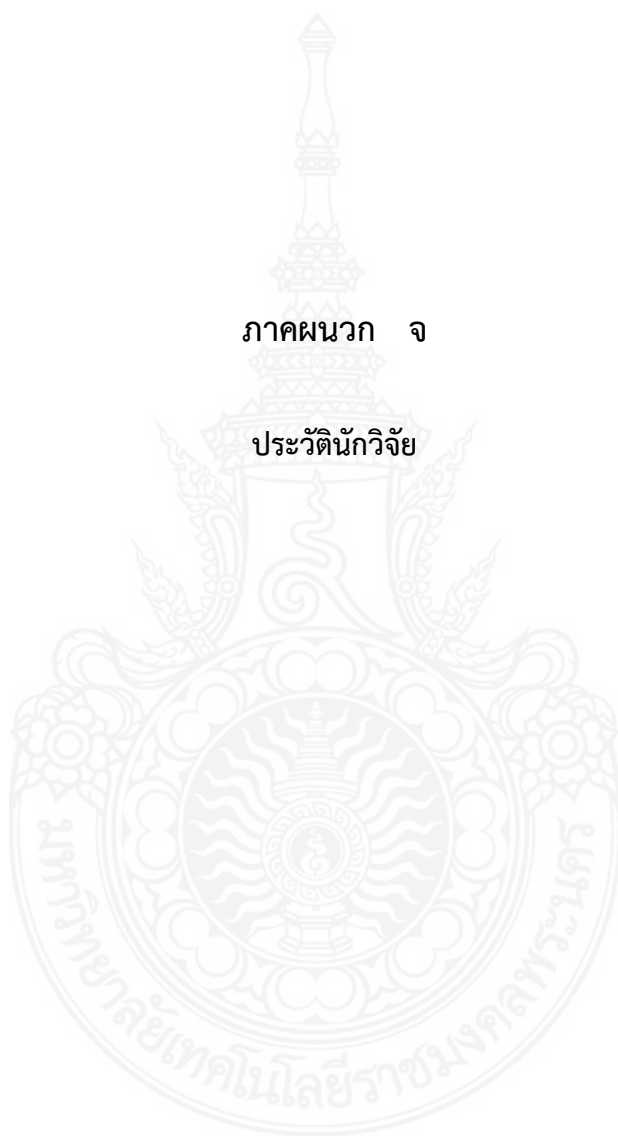 ภาคผนวก จ
ประวัตินักวิจัย
มหาวิทยาลัยเทคโนโลยีราชมงคลพระนคร